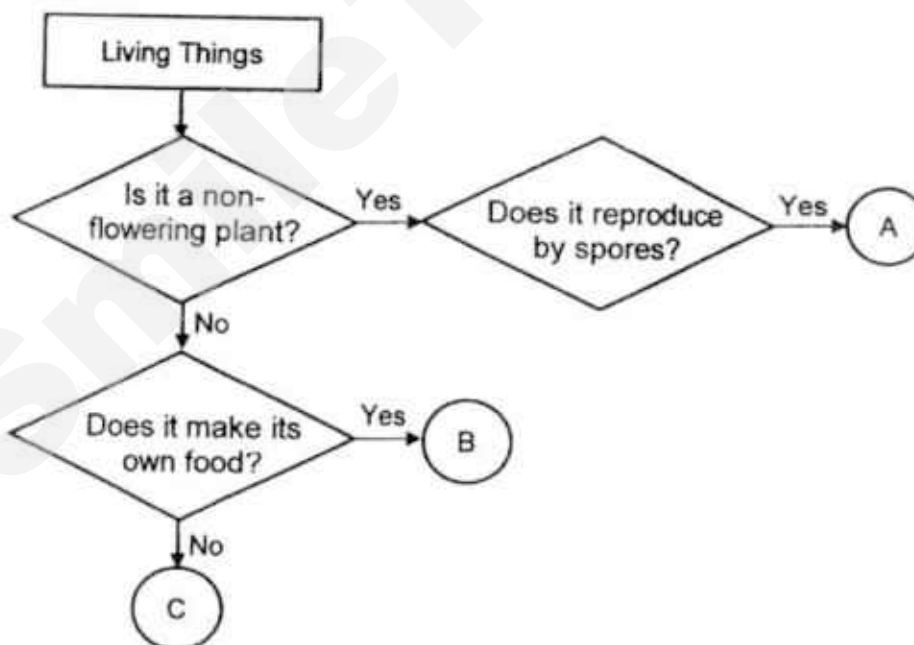 Living Things
Is it a non-
flowering plant?
Yes
Does it reproduce
by spores?
Yes
A
No
Does it make its
own food?
Yes
B
No
C